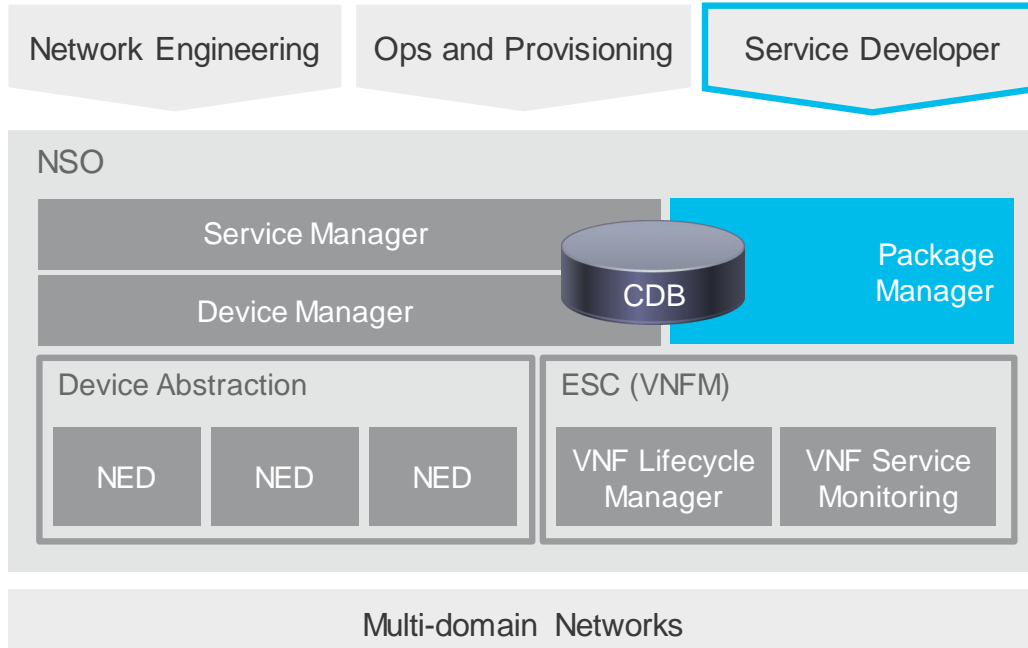 Network Engineering
Ops and Provisioning
Service Developer
NSO
Service Manager
Device Manager
CDB
Package
Manager
Device Abstraction
NED
NED
NED
ESC (VNFM)
VNF Lifecycle
Manager
VNF Service
Monitoring
Multi-domain Networks